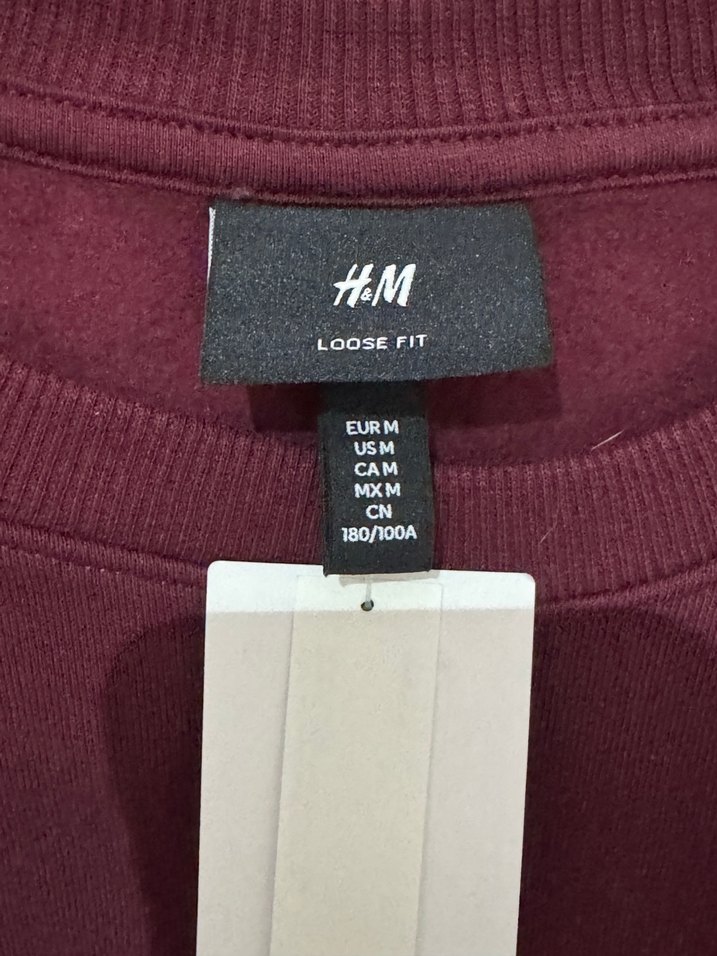 H&M
LOOSE FIT
EUR M
US M
CA M
MX M
CN
180/100A